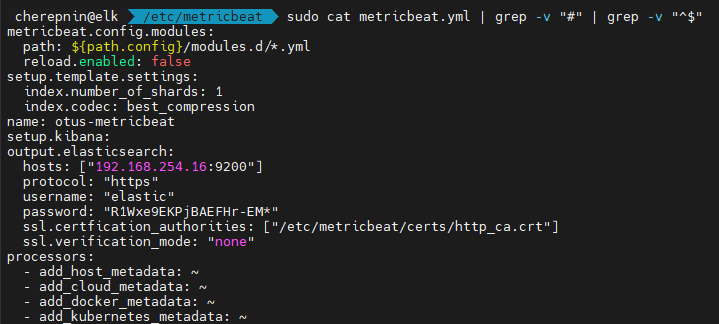 cherepnin@elk /etc/metricbeat sudo cat metricbeat.yml | grep -v "#" | grep -v "^$"
metricbeat.config.modules:
  path: ${path.config}/modules.d/*.yml
  reload.enabled: false
setup.template.settings:
  index.number_of_shards: 1
  index.codec: best_compression
name: otus-metricbeat
setup.kibana:
output.elasticsearch:
  hosts: ["192.168.254.16:9200"]
  protocol: "https"
  username: "elastic"
  password: "R1Wxe9EKPjBAEFHr-EM*"
  ssl.certfication_authorities: ["/etc/metricbeat/certs/http_ca.crt"]
  ssl.verification_mode: "none"
processors:
  - add_host_metadata: ~
  - add_cloud_metadata: ~
  - add_docker_metadata: ~
  - add_kubernetes_metadata: ~